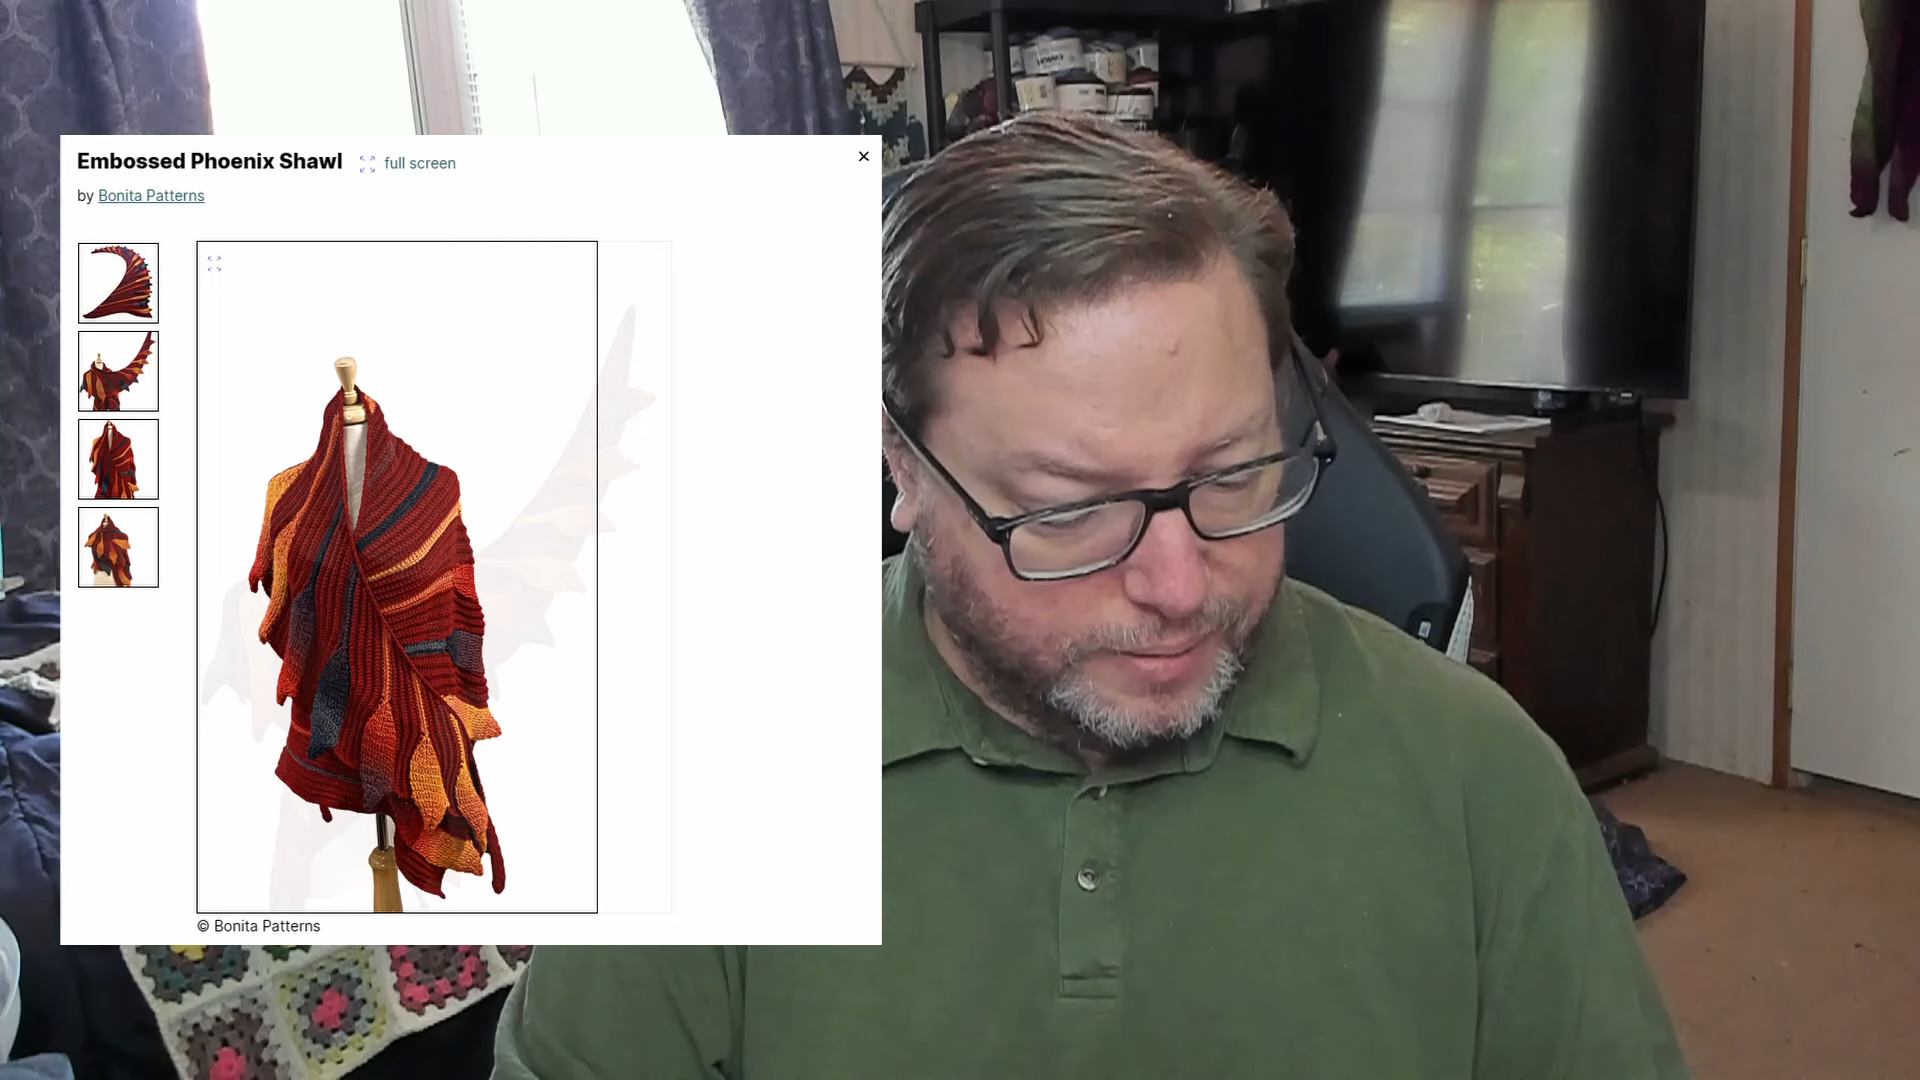 Embossed Phoenix Shawl
full screen
×
by Bonita Patterns
© Bonita Patterns